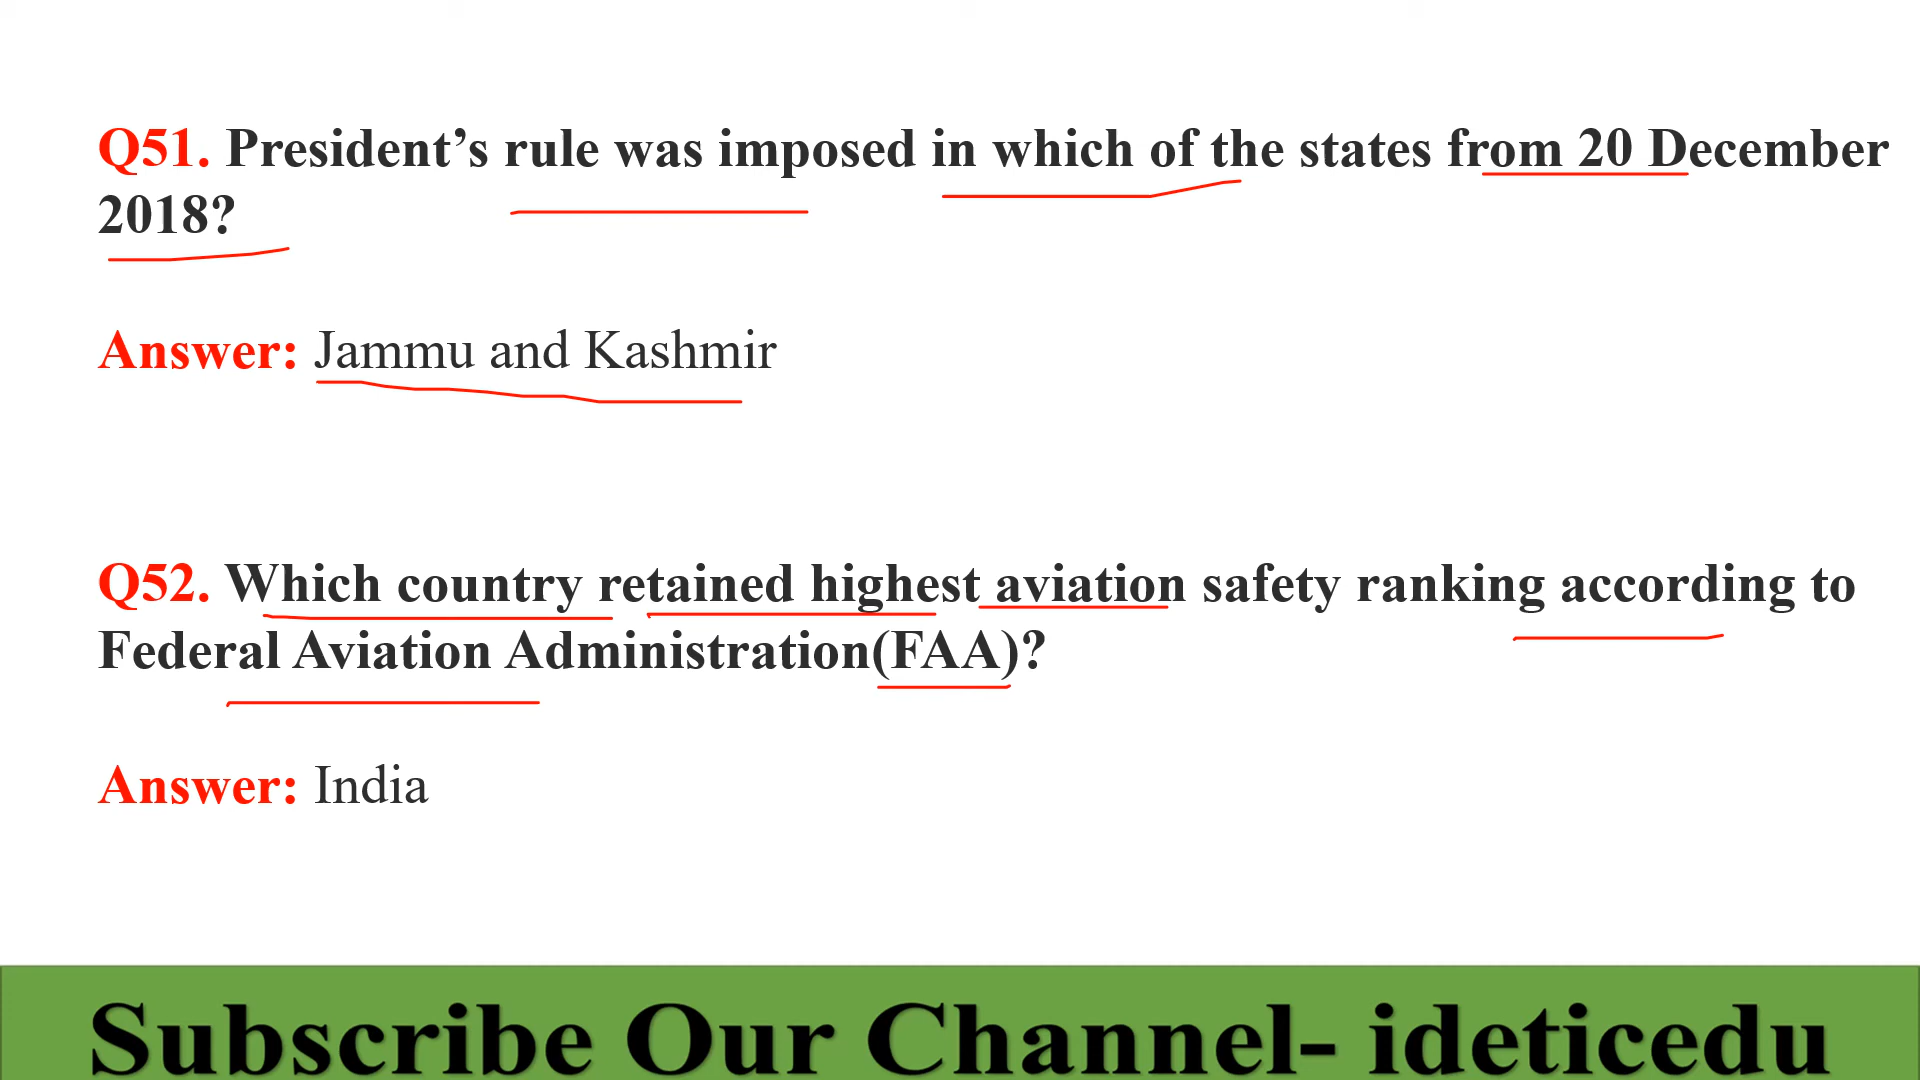 Q51. President’s rule was imposed in which of the states from 20 December
2018?
Answer: Jammu and Kashmir
Q52. Which country retained highest aviation safety ranking according to
Federal Aviation Administration(FAA)?
Answer: India
Subscribe Our Channel- ideticedu